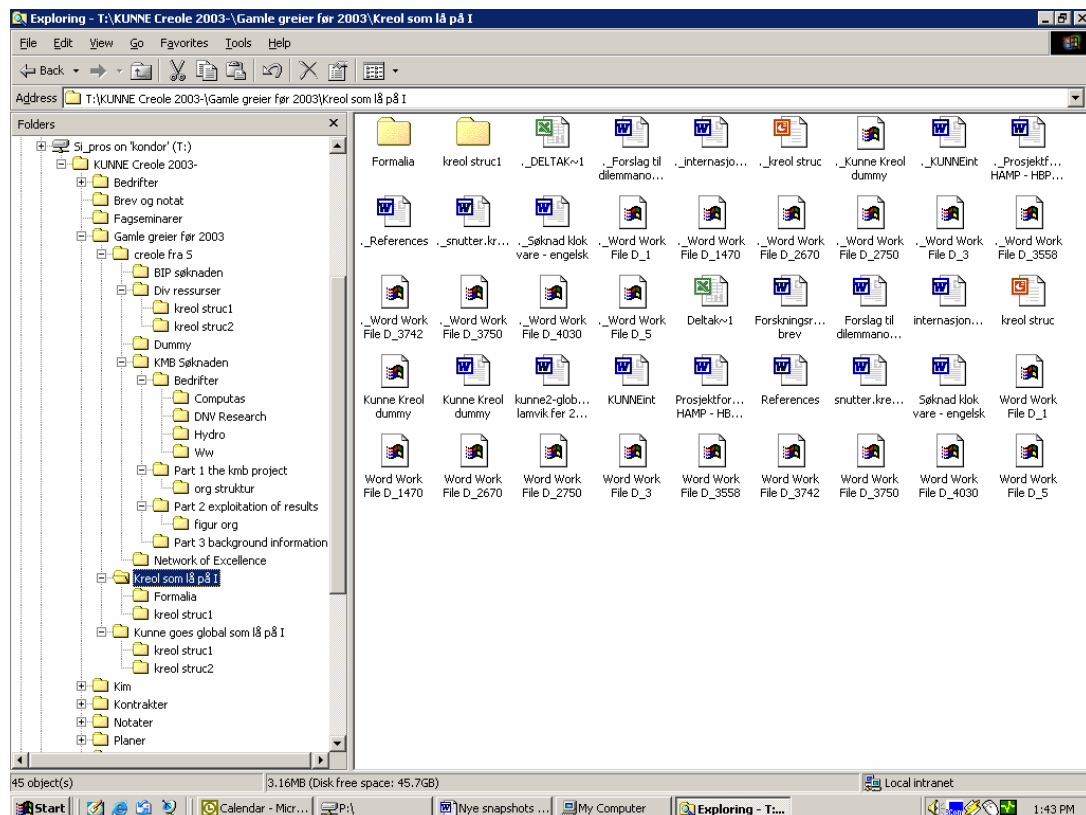 Exploring - T:\KUNNE Creole 2003-\Gamle greier før 2003\Kreol som lå på I
File Edit View Go Favorites Tools Help
Back
Address T:\KUNNE Creole 2003-\Gamle greier før 2003\Kreol som lå på I
Folders
Si_pros on 'kondor' (T:)
KUNNE Creole 2003-
Bedrifter
Brev og notat
Fagseminarer
Gamle greier før 2003
creole fra S
BIP søknaden
Div ressurser
kreol struc1
kreol struc2
Dummy
KMB Søknaden
Bedrifter
Computas
DNV Research
Hydro
Ww
Part 1 the kmb project
org struktur
Part 2 exploitation of results
figur org
Part 3 background information
Network of Excellence
Kreol som lå på I
Formalia
kreol struc1
Kunne goes global som lå på I
kreol struc1
kreol struc2
Kim
Kontrakter
Notater
Planer
Formalia kreol struc1 ._DELTAK~1 ._Forslag til ._internasjo... ._kreol struc ._Kunne Kreol ._KUNNEint ._Prosjektf...
dilemmano... dummy HAMP - HBP...
._References ._snutter.kr... ._Søknad klok ._Word Work ._Word Work ._Word Work ._Word Work ._Word Work ._Word Work
vare - engelsk File D_1 File D_1470 File D_2670 File D_2750 File D_3 File D_3558
._Word Work ._Word Work ._Word Work ._Word Work Deltak~1 Forskningsr... Forslag til internasjon... kreol struc
File D_3742 File D_3750 File D_4030 File D_5 brev dilemmano...
Kunne Kreol Kunne Kreol kunne2-glob... KUNNEint Prosjektfor... References snutter.kre... Søknad klok Word Work
dummy dummy lamvik fer 2... HAMP - HB... vare - engelsk File D_1
Word Work Word Work Word Work Word Work Word Work Word Work Word Work Word Work Word Work
File D_1470 File D_2670 File D_2750 File D_3 File D_3558 File D_3742 File D_3750 File D_4030 File D_5
45 object(s) 3.16MB (Disk free space: 45.7GB) Local intranet
Start Calendar - Micr... P:\ Nye snapshots ... My Computer Exploring - T:... 1:43 PM